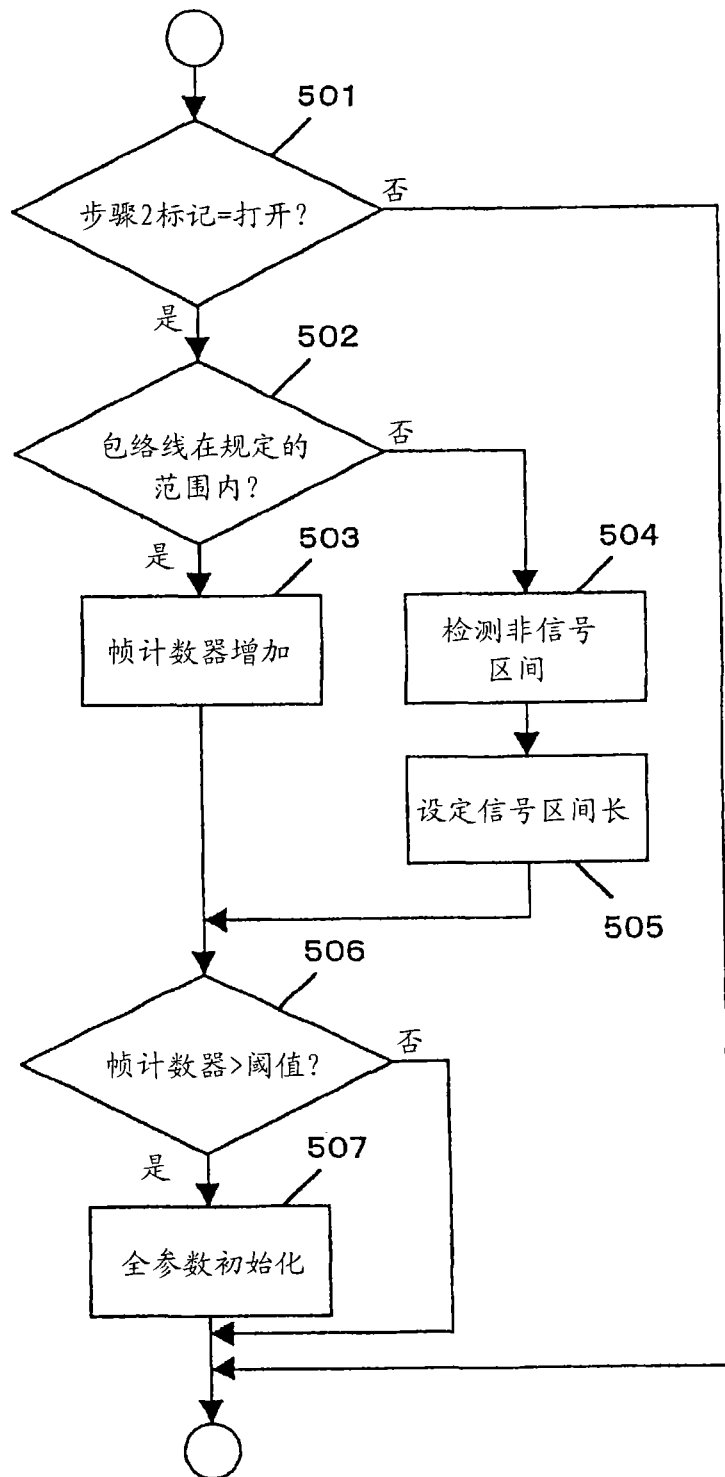 501
步骤2标记=打开?
否
是
502
包络线在规定的
范围内?
否
是
503
帧计数器增加
504
检测非信号
区间
设定信号区间长
505
506
帧计数器>阈值?
否
是
507
全参数初始化